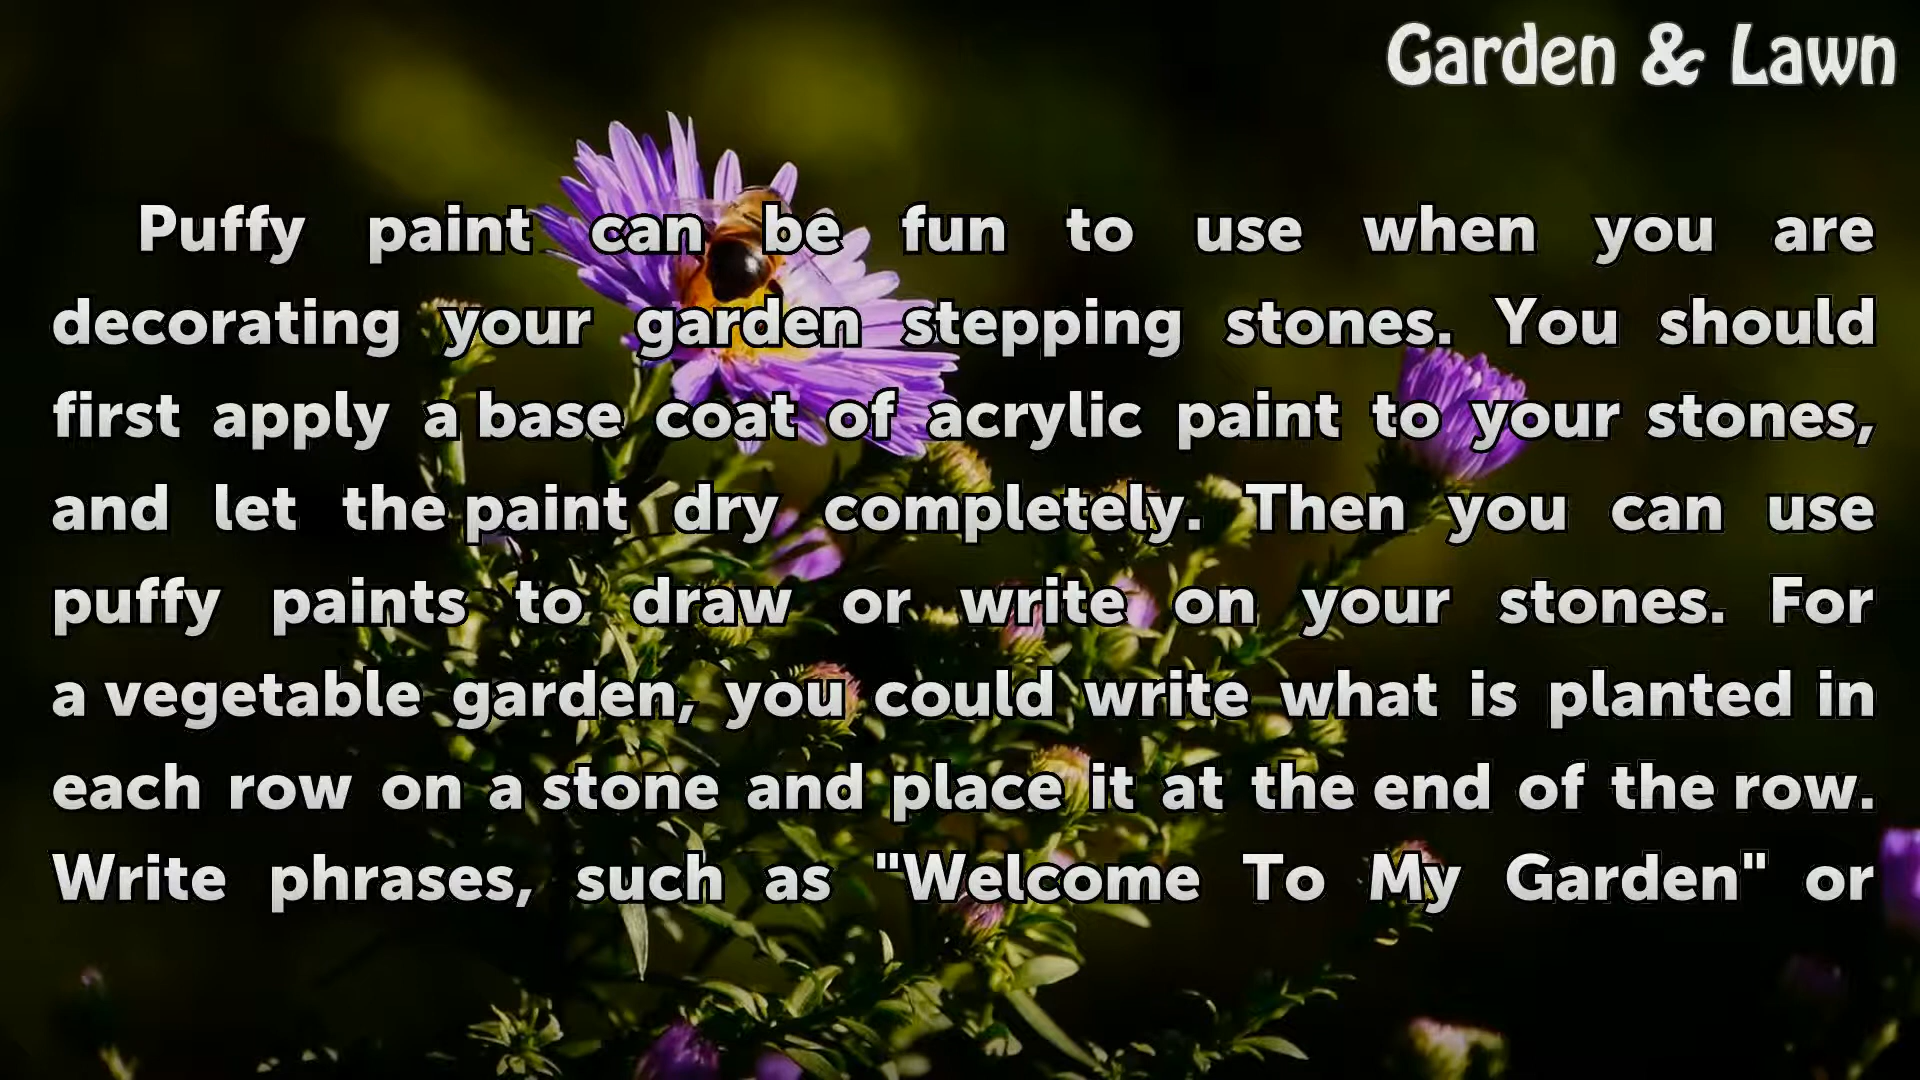 Garden & Lawn
Puffy paint can be fun to use when you are
decorating your garden stepping stones. You should
first apply a base coat of acrylic paint to your stones,
and let the paint dry completely. Then you can use
puffy paints to draw or write on your stones. For
a vegetable garden, you could write what is planted in
each row on a stone and place it at the end of the row.
Write phrases, such as "Welcome To My Garden" or